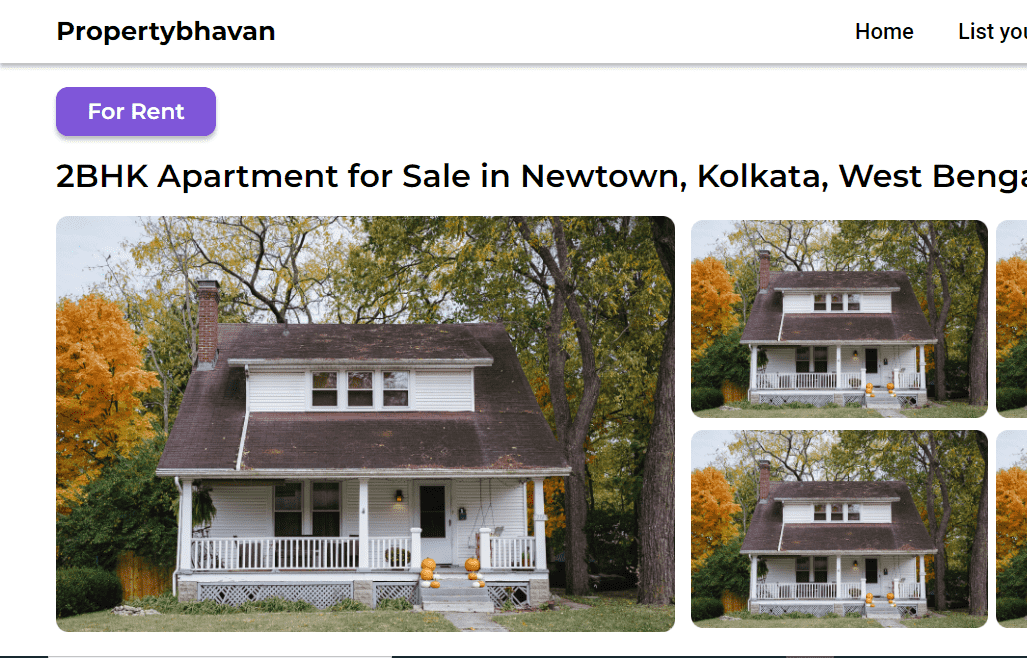 Propertybhavan
Home
List you
For Rent
2BHK Apartment for Sale in Newtown, Kolkata, West Benga